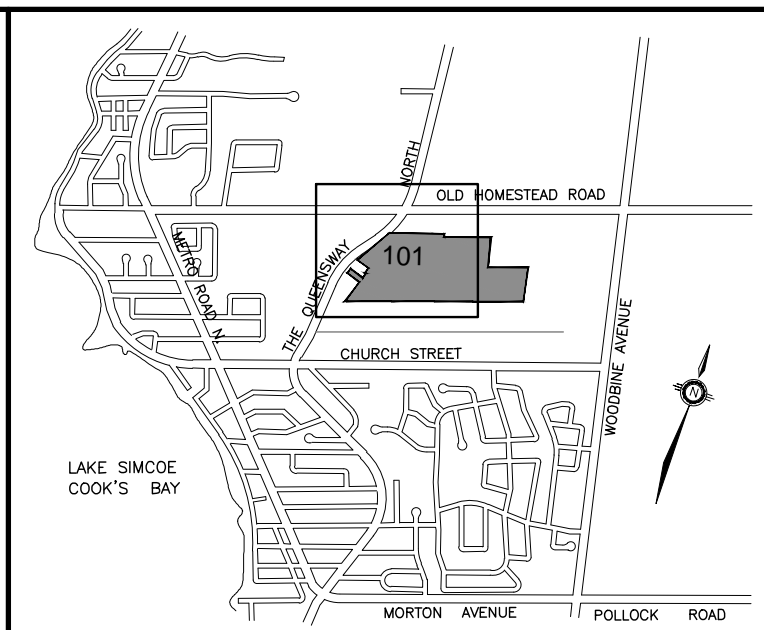 NORTH
OLD HOMESTEAD ROAD
METRO ROAD N.
THE QUEENSWAY
101
CHURCH STREET
WOODBINE AVENUE
N
LAKE SIMCOE
COOK'S BAY
MORTON AVENUE
POLLOCK ROAD